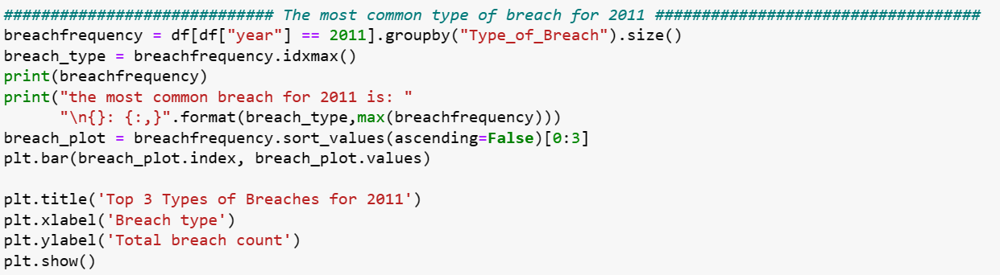 ############################# The most common type of breach for 2011 ###################################
breachfrequency = df[df["year"] == 2011].groupby("Type_of_Breach").size()
breach_type = breachfrequency.idxmax()
print(breachfrequency)
print("the most common breach for 2011 is: "
      "\n{}: {:,}".format(breach_type,max(breachfrequency)))
breach_plot = breachfrequency.sort_values(ascending=False)[0:3]
plt.bar(breach_plot.index, breach_plot.values)

plt.title('Top 3 Types of Breaches for 2011')
plt.xlabel('Breach type')
plt.ylabel('Total breach count')
plt.show()